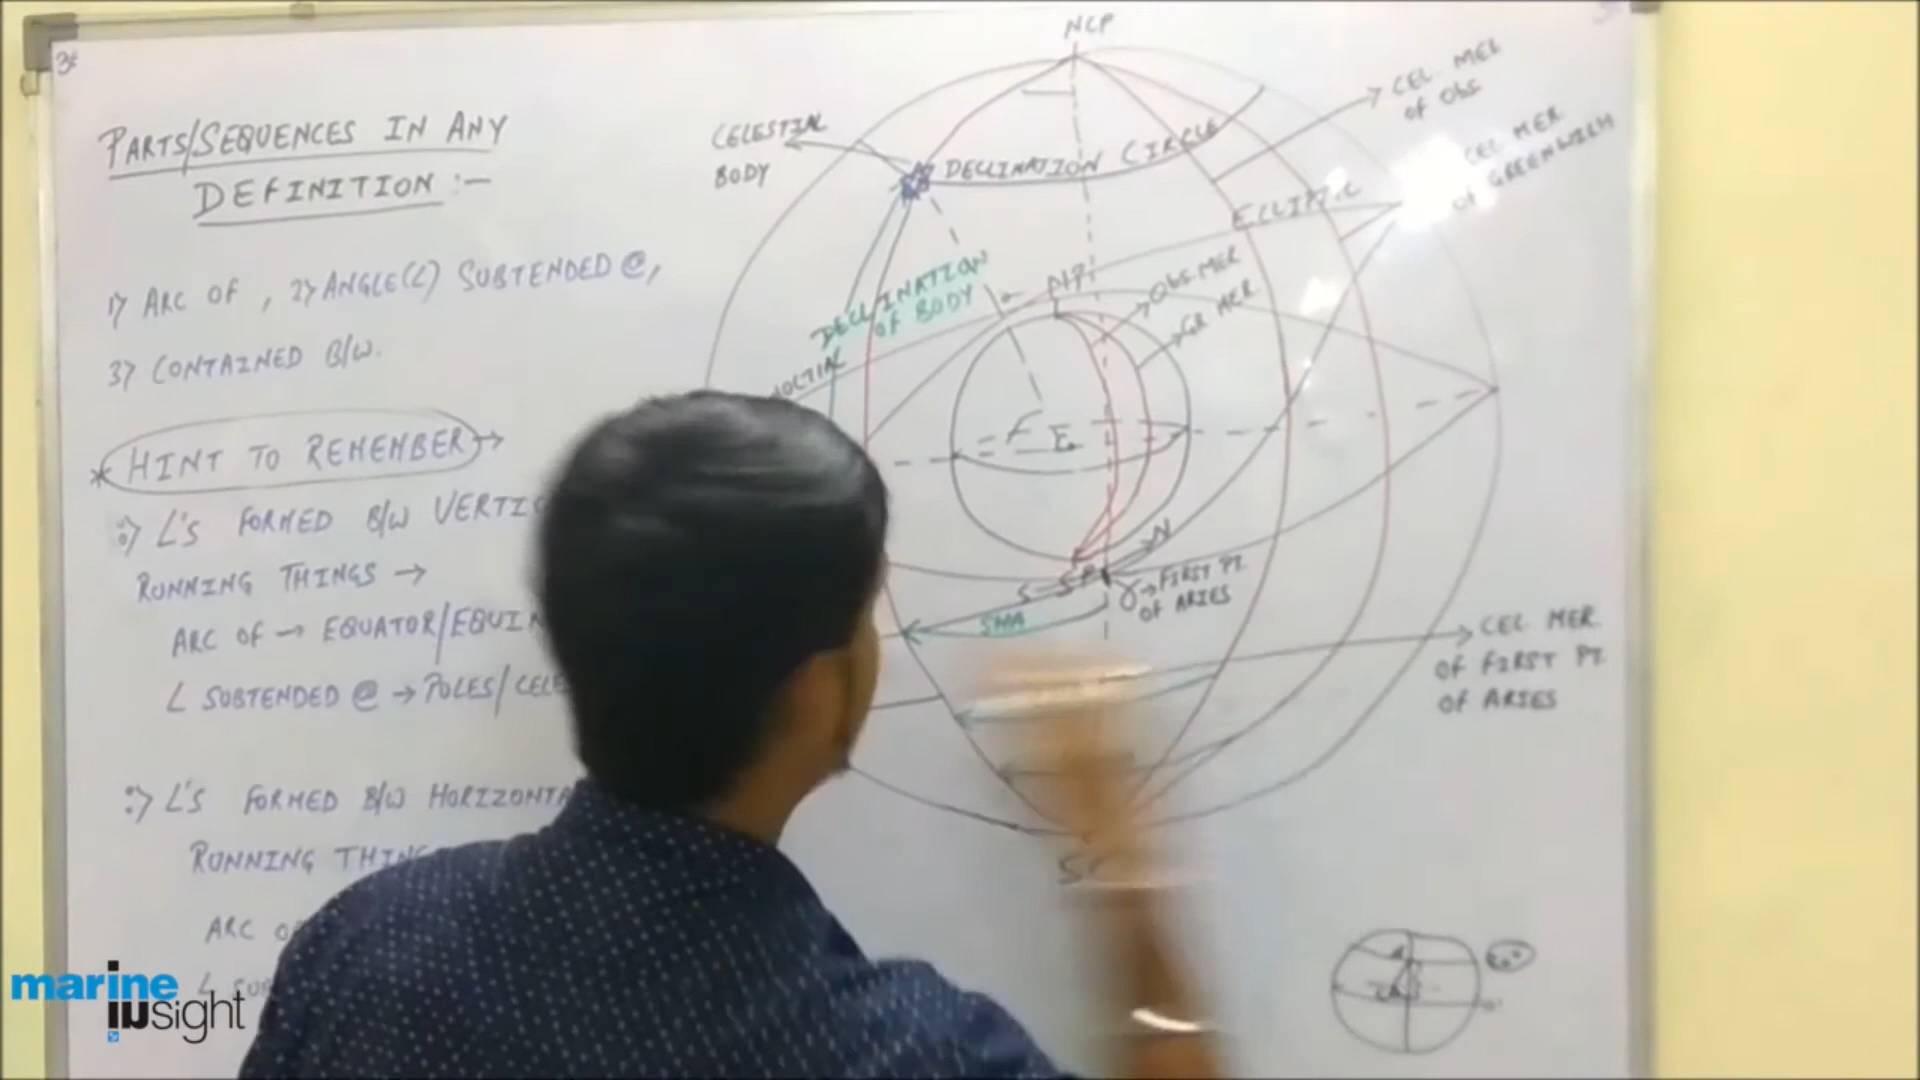 PARTS/SEQUENCES IN ANY
DEFINITION :-
1) ARC OF , 2) ANGLE(∠) SUBTENDED @,
3) CONTAINED B/W.
* HINT TO REMEMBER →
∠'S FORMED B/W
RUNNING THINGS →
ARC OF → EQUATOR/
∠ SUBTENDED @ → POLES/
∠'S FORMED B/W
RUNNING
ARC
NCP
CELESTIAL
BODY
DECLINATION CIRCLE
CEL. MEL
OF OBS
CEL MER
OF GREENWICH
ECLIPTIC
DECLINATION
OF BODY
OBS MER
GR MER
E
N
S
SHA
γ → FIRST PT.
OF ARIES
CEL MER.
OF FIRST PT.
OF ARIES
marine
insight